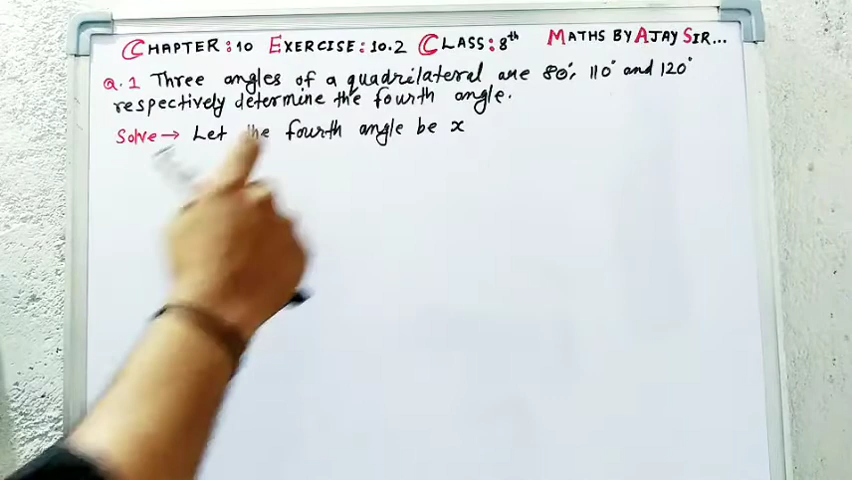 CHAPTER:10 EXERCISE:10.2 CLASS:8th MATHS BY AJAY SIR...
Q.1 Three angles of a quadrilateral are 80°, 110° and 120°
respectively determine the fourth angle.
Solve→ Let the fourth angle be x